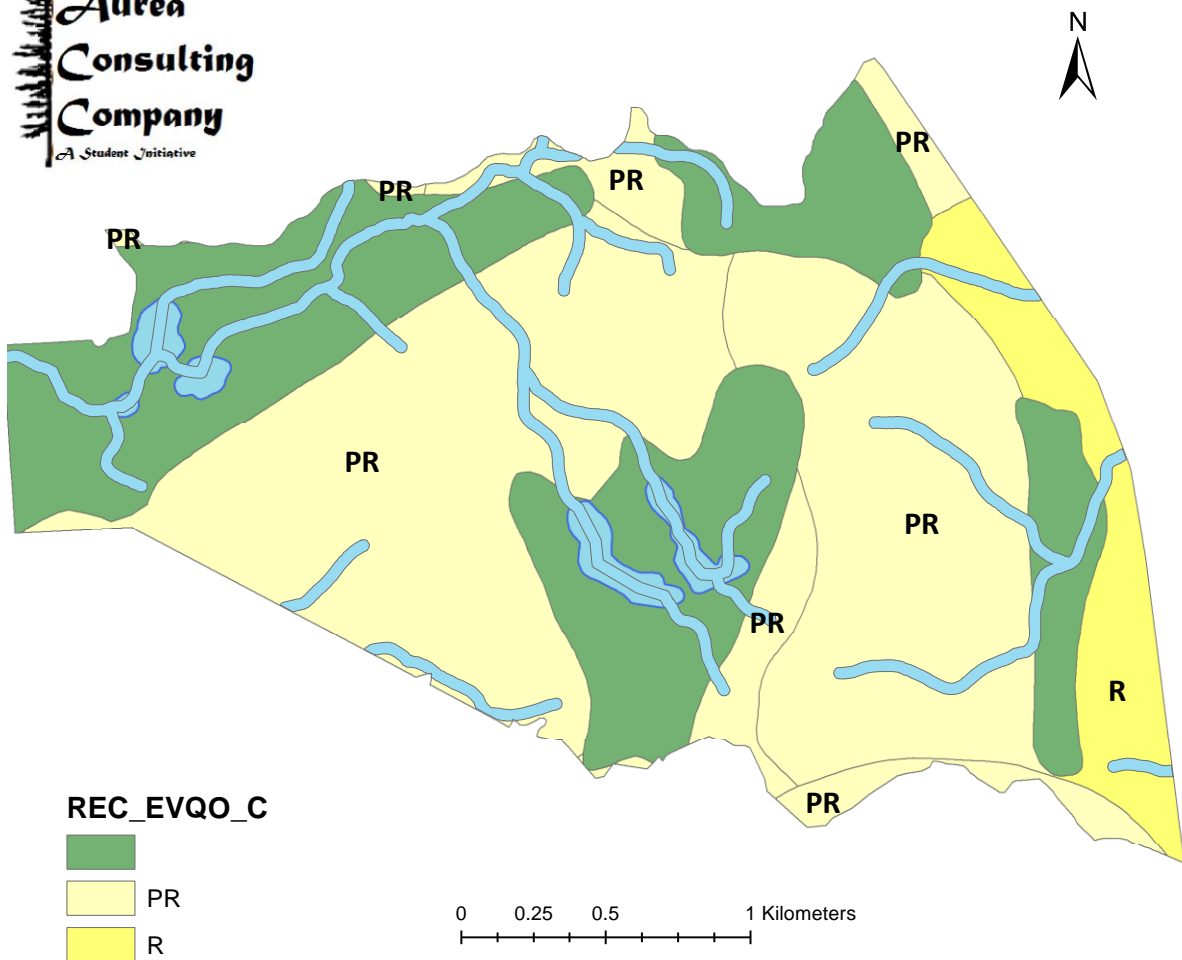 Aurea
Consulting
Company
A Student Initiative
N
PR
PR
PR
PR
PR
PR
PR
R
PR
REC_EVQO_C
PR
R
0 0.25 0.5 1 Kilometers